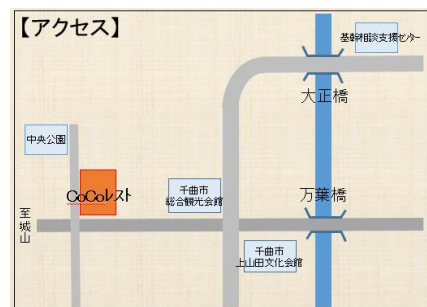 【アクセス】
基幹相談支援センター
大正橋
中央公園
CoCoレスト
千曲市
総合観光会館
万葉橋
至城山
千曲市
上山田文化会館